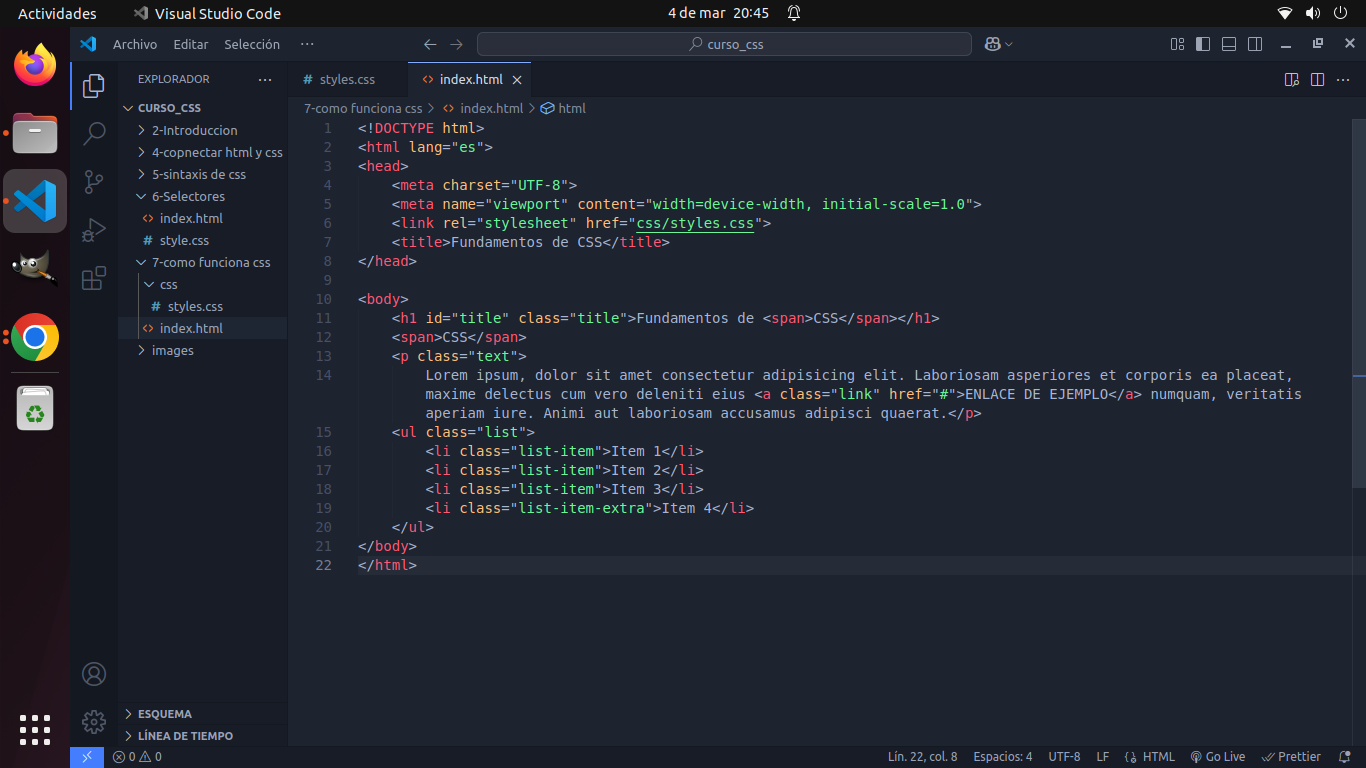 Actividades Visual Studio Code 4 de mar 20:45
Archivo Editar Selección ··· curso_css
EXPLORADOR ···
CURSO_CSS
2-Introduccion
4-copnectar html y css
5-sintaxis de css
6-Selectores
index.html
# style.css
7-como funciona css
css
# styles.css
index.html
images
ESQUEMA
LÍNEA DE TIEMPO
# styles.css index.html
7-como funciona css > index.html > html
1 <!DOCTYPE html>
2 <html lang="es">
3 <head>
4 <meta charset="UTF-8">
5 <meta name="viewport" content="width=device-width, initial-scale=1.0">
6 <link rel="stylesheet" href="css/styles.css">
7 <title>Fundamentos de CSS</title>
8 </head>
9
10 <body>
11 <h1 id="title" class="title">Fundamentos de <span>CSS</span></h1>
12 <span>CSS</span>
13 <p class="text">
14 Lorem ipsum, dolor sit amet consectetur adipisicing elit. Laboriosam asperiores et corporis ea placeat,
maxime delectus cum vero deleniti eius <a class="link" href="#">ENLACE DE EJEMPLO</a> numquam, veritatis
aperiam iure. Animi aut laboriosam accusamus adipisci quaerat.</p>
15 <ul class="list">
16 <li class="list-item">Item 1</li>
17 <li class="list-item">Item 2</li>
18 <li class="list-item">Item 3</li>
19 <li class="list-item-extra">Item 4</li>
20 </ul>
21 </body>
22 </html>
0 0 Lín. 22, col. 8 Espacios: 4 UTF-8 LF {} HTML Go Live Prettier